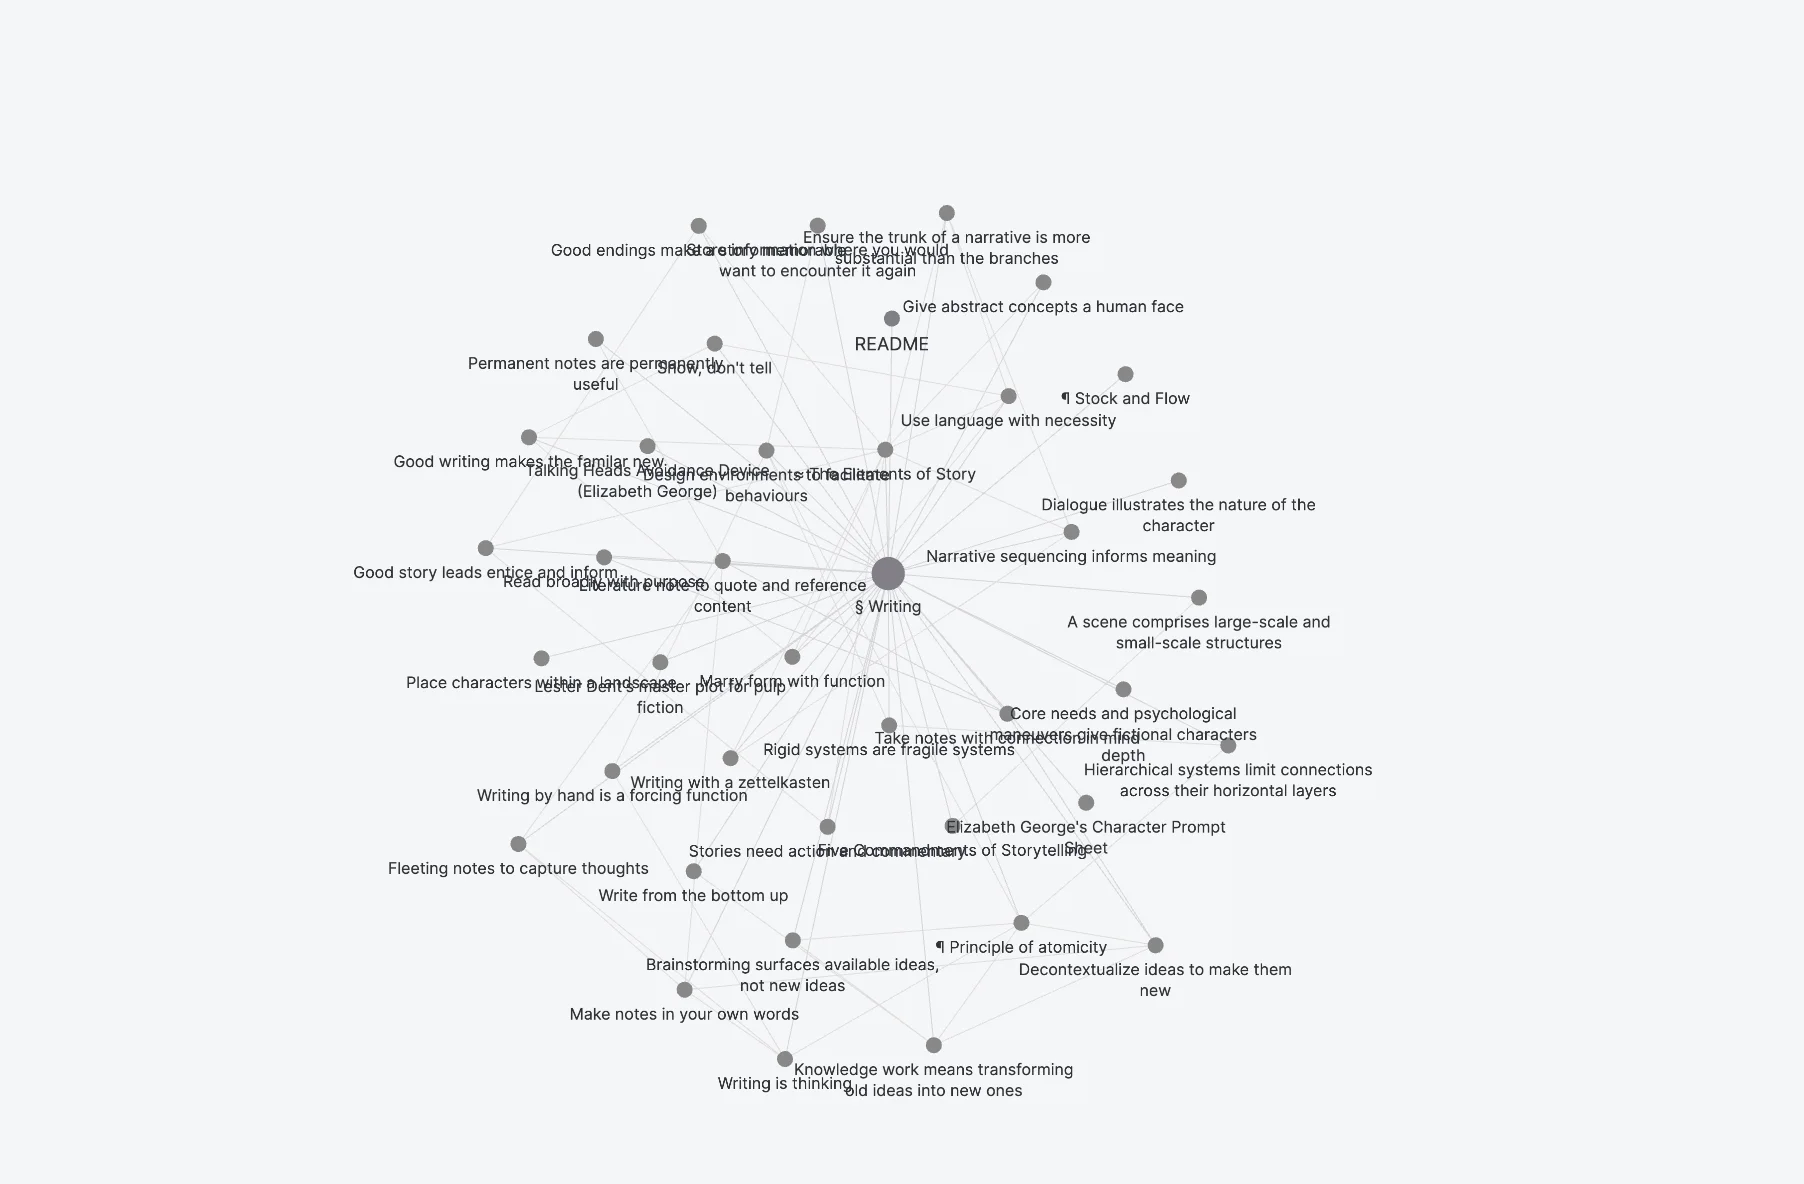 Ensure the trunk of a narrative is more
substantial than the branches
Good endings make a story memorable
Store information where you would
want to encounter it again
Give abstract concepts a human face
README
Permanent notes are permanently
useful
Show, don't tell
¶ Stock and Flow
Use language with necessity
Good writing makes the familar new
Talking Heads Avoidance Device
(Elizabeth George)
Design environments to facilitate
behaviours
The Elements of Story
Dialogue illustrates the nature of the
character
Narrative sequencing informs meaning
Good story leads entice and inform
Read broadly with purpose
Literature note to quote and reference
content
§ Writing
A scene comprises large-scale and
small-scale structures
Place characters within a landscape
Lester Dent's master plot for pulp
fiction
Marry form with function
Core needs and psychological
maneuvers give fictional characters
depth
Take notes with connection in mind
Rigid systems are fragile systems
Hierarchical systems limit connections
across their horizontal layers
Writing with a zettelkasten
Writing by hand is a forcing function
Elizabeth George's Character Prompt
Sheet
Stories need action and commentary
Five Commandments of Storytelling
Fleeting notes to capture thoughts
Write from the bottom up
¶ Principle of atomicity
Brainstorming surfaces available ideas,
not new ideas
Decontextualize ideas to make them
new
Make notes in your own words
Knowledge work means transforming
old ideas into new ones
Writing is thinking